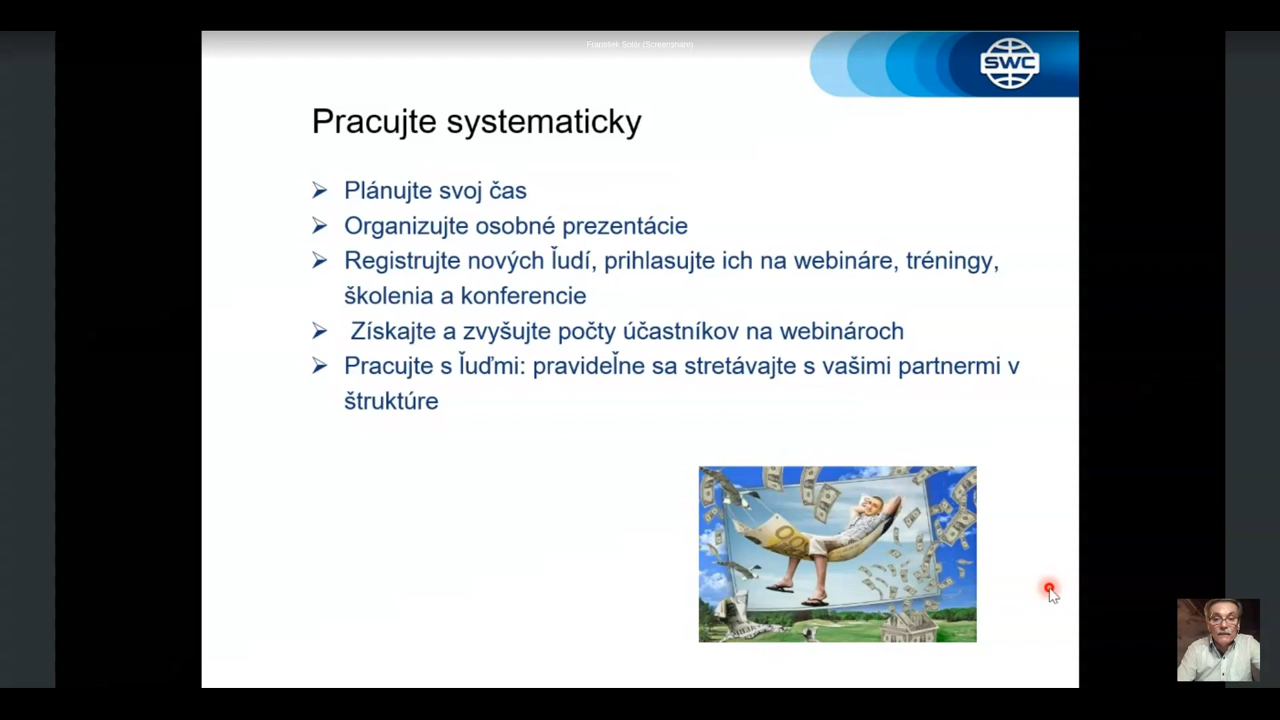 František Solár (Screenshare)
SWC
Pracujte systematicky
Plánujte svoj čas
Organizujte osobné prezentácie
Registrujte nových ľudí, prihlasujte ich na webináre, tréningy,
školenia a konferencie
Získajte a zvyšujte počty účastníkov na webinároch
Pracujte s ľuďmi: pravideľne sa stretávajte s vašimi partnermi v
štruktúre